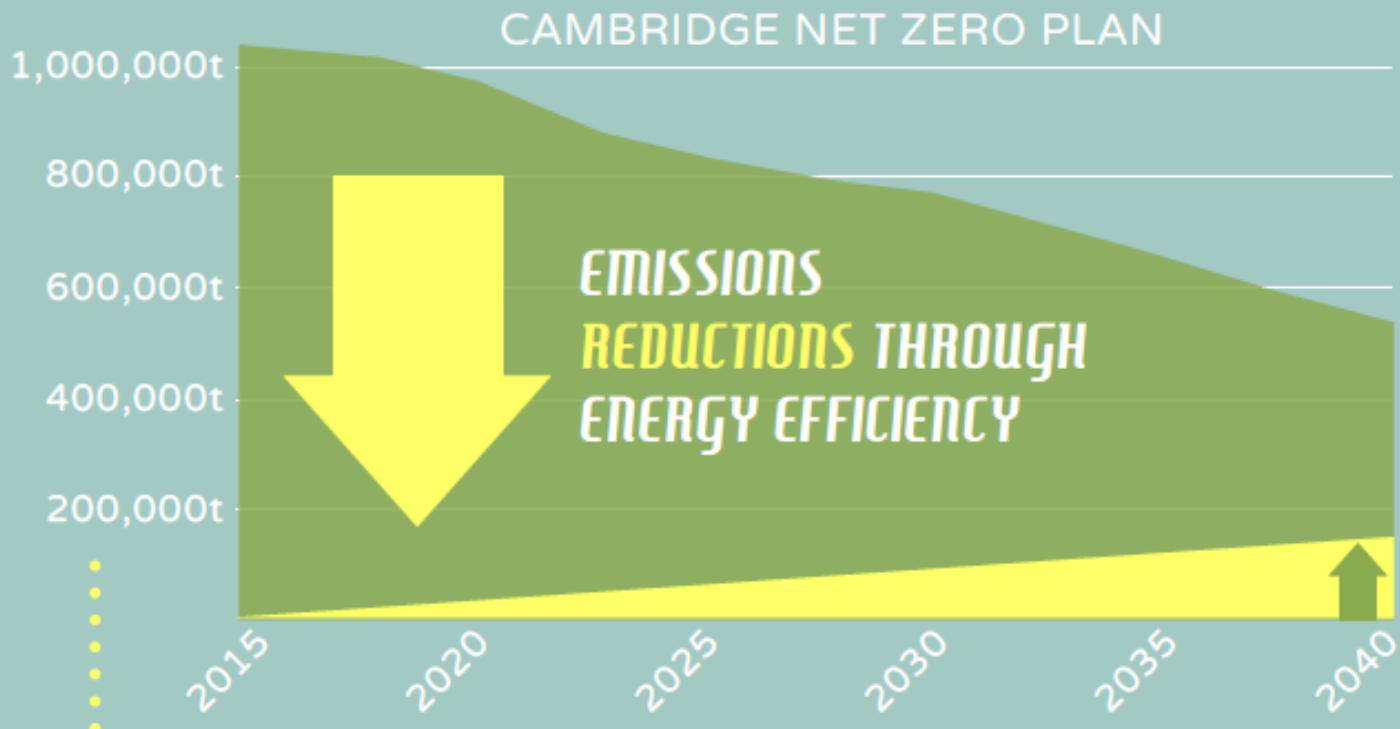 CAMBRIDGE NET ZERO PLAN
1,000,000t
800,000t
600,000t
400,000t
200,000t
EMISSIONS
REDUCTIONS THROUGH
ENERGY EFFICIENCY
2015
2020
2025
2030
2035
2040